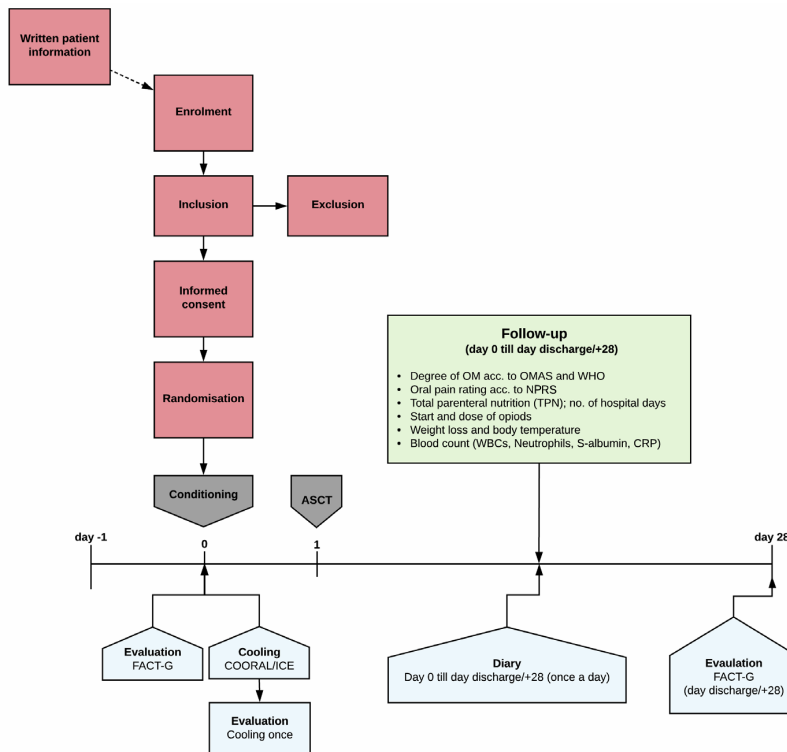 Written patient
information
Enrolment
Inclusion
Exclusion
Informed
consent
Randomisation
Follow-up
(day 0 till day discharge/+28)
• Degree of OM acc. to OMAS and WHO
• Oral pain rating acc. to NPRS
• Total parenteral nutrition (TPN); no. of hospital days
• Start and dose of opiods
• Weight loss and body temperature
• Blood count (WBCs, Neutrophils, S-albumin, CRP)
Conditioning
ASCT
day -1
0
1
day 28
Evaluation
FACT-G
Cooling
COORAL/ICE
Evaluation
Cooling once
Diary
Day 0 till day discharge/+28 (once a day)
Evaulation
FACT-G
(day discharge/+28)